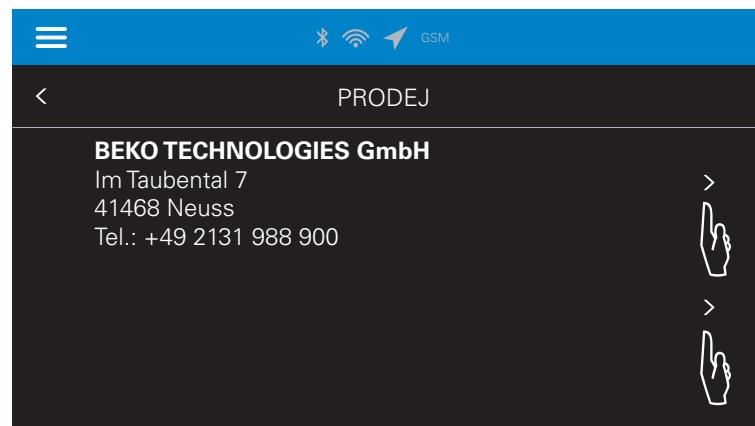 GSM
PRODEJ
BEKO TECHNOLOGIES GmbH
Im Taubental 7
41468 Neuss
Tel.: +49 2131 988 900